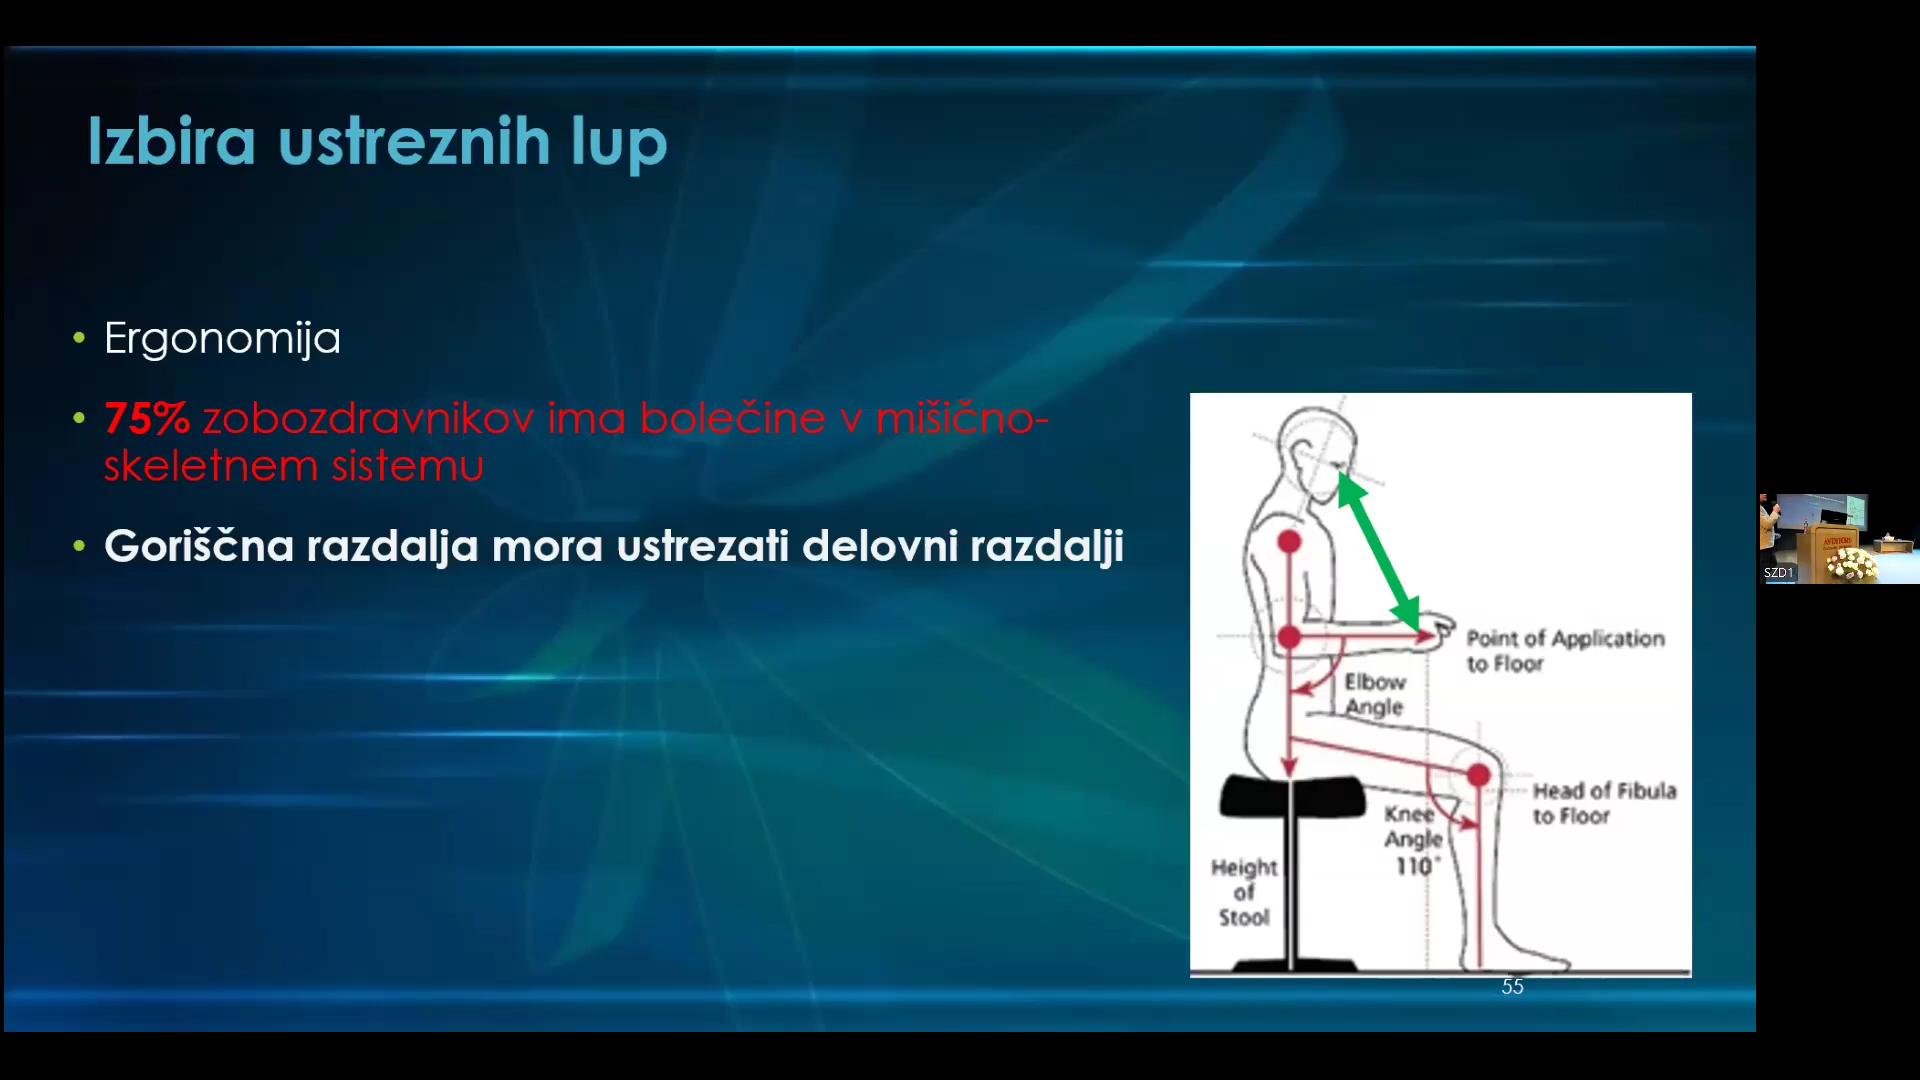 Izbira ustreznih lup
• Ergonomija
• 75% zobozdravnikov ima bolečine v mišično-
skeletnem sistemu
• Goriščna razdalja mora ustrezati delovni razdalji
Point of Application
to Floor
Elbow
Angle
Head of Fibula
to Floor
Knee
Angle
110°
Height
of
Stool
55
SZD1